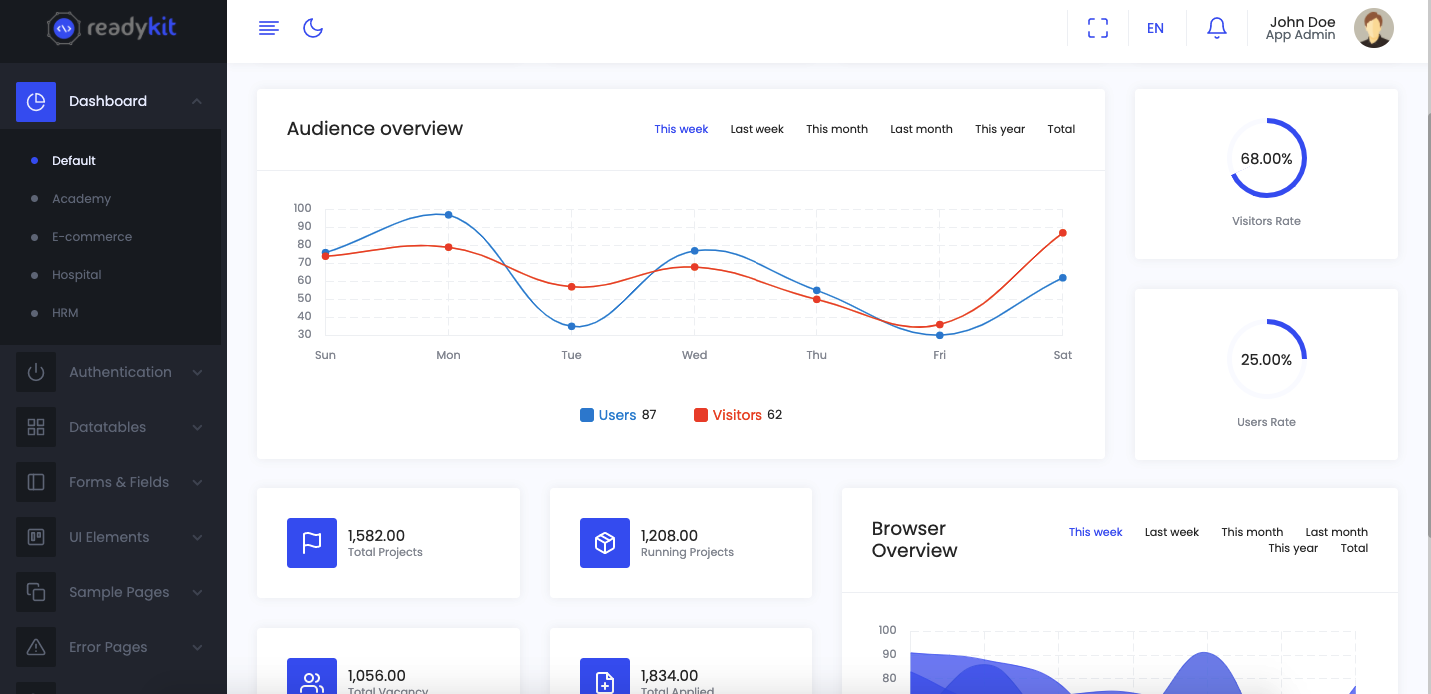 readykit
EN
John Doe
App Admin
Dashboard
Default
Academy
E-commerce
Hospital
HRM
Authentication
Datatables
Forms & Fields
UI Elements
Sample Pages
Error Pages
Audience overview
This week Last week This month Last month This year Total
100
90
80
70
60
50
40
30
Sun Mon Tue Wed Thu Fri Sat
Users 87 Visitors 62
68.00%
Visitors Rate
25.00%
Users Rate
1,582.00
Total Projects
1,208.00
Running Projects
1,056.00
Total Vacancy
1,834.00
Total Applied
Browser
Overview
This week Last week This month Last month
This year Total
100
90
80